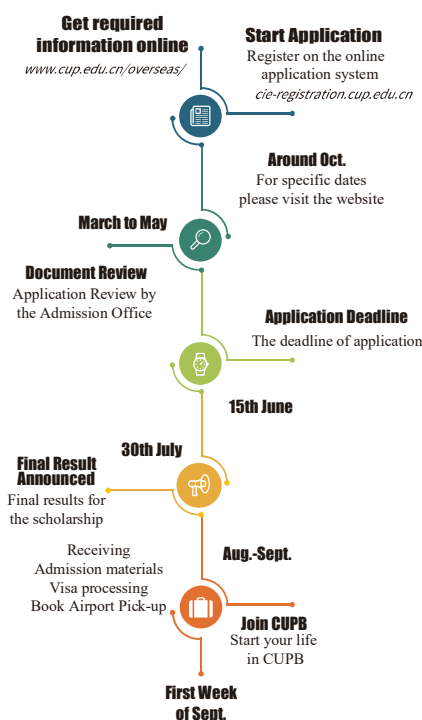 Get required
information online
www.cup.edu.cn/overseas/
Start Application
Register on the online
application system
cie-registration.cup.edu.cn
Around Oct.
For specific dates
please visit the website
March to May
Document Review
Application Review by
the Admission Office
Application Deadline
The deadline of application
15th June
30th July
Final Result
Announced
Final results for
the scholarship
Receiving
Admission materials
Visa processing
Book Airport Pick-up
Aug.-Sept.
Join CUPB
Start your life
in CUPB
First Week
of Sept.